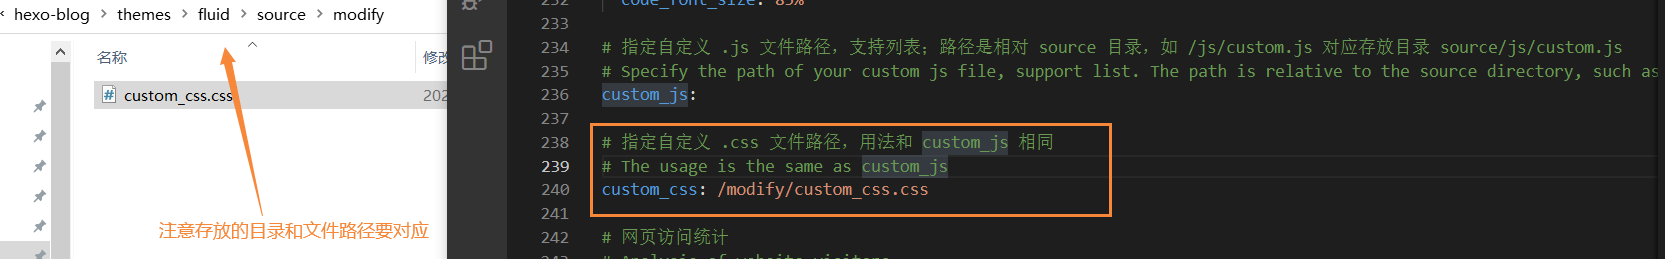 hexo-blog > themes > fluid > source > modify
名称
修改
custom_css.css
202
注意存放的目录和文件路径要对应
232 code_font_size: 85%
233
234 # 指定自定义 .js 文件路径，支持列表；路径是相对 source 目录，如 /js/custom.js 对应存放目录 source/js/custom.js
235 # Specify the path of your custom js file, support list. The path is relative to the source directory, such as
236 custom_js:
237
238 # 指定自定义 .css 文件路径，用法和 custom_js 相同
239 # The usage is the same as custom_js
240 custom_css: /modify/custom_css.css
241
242 # 网页访问统计
243 # Analysis of website visitors